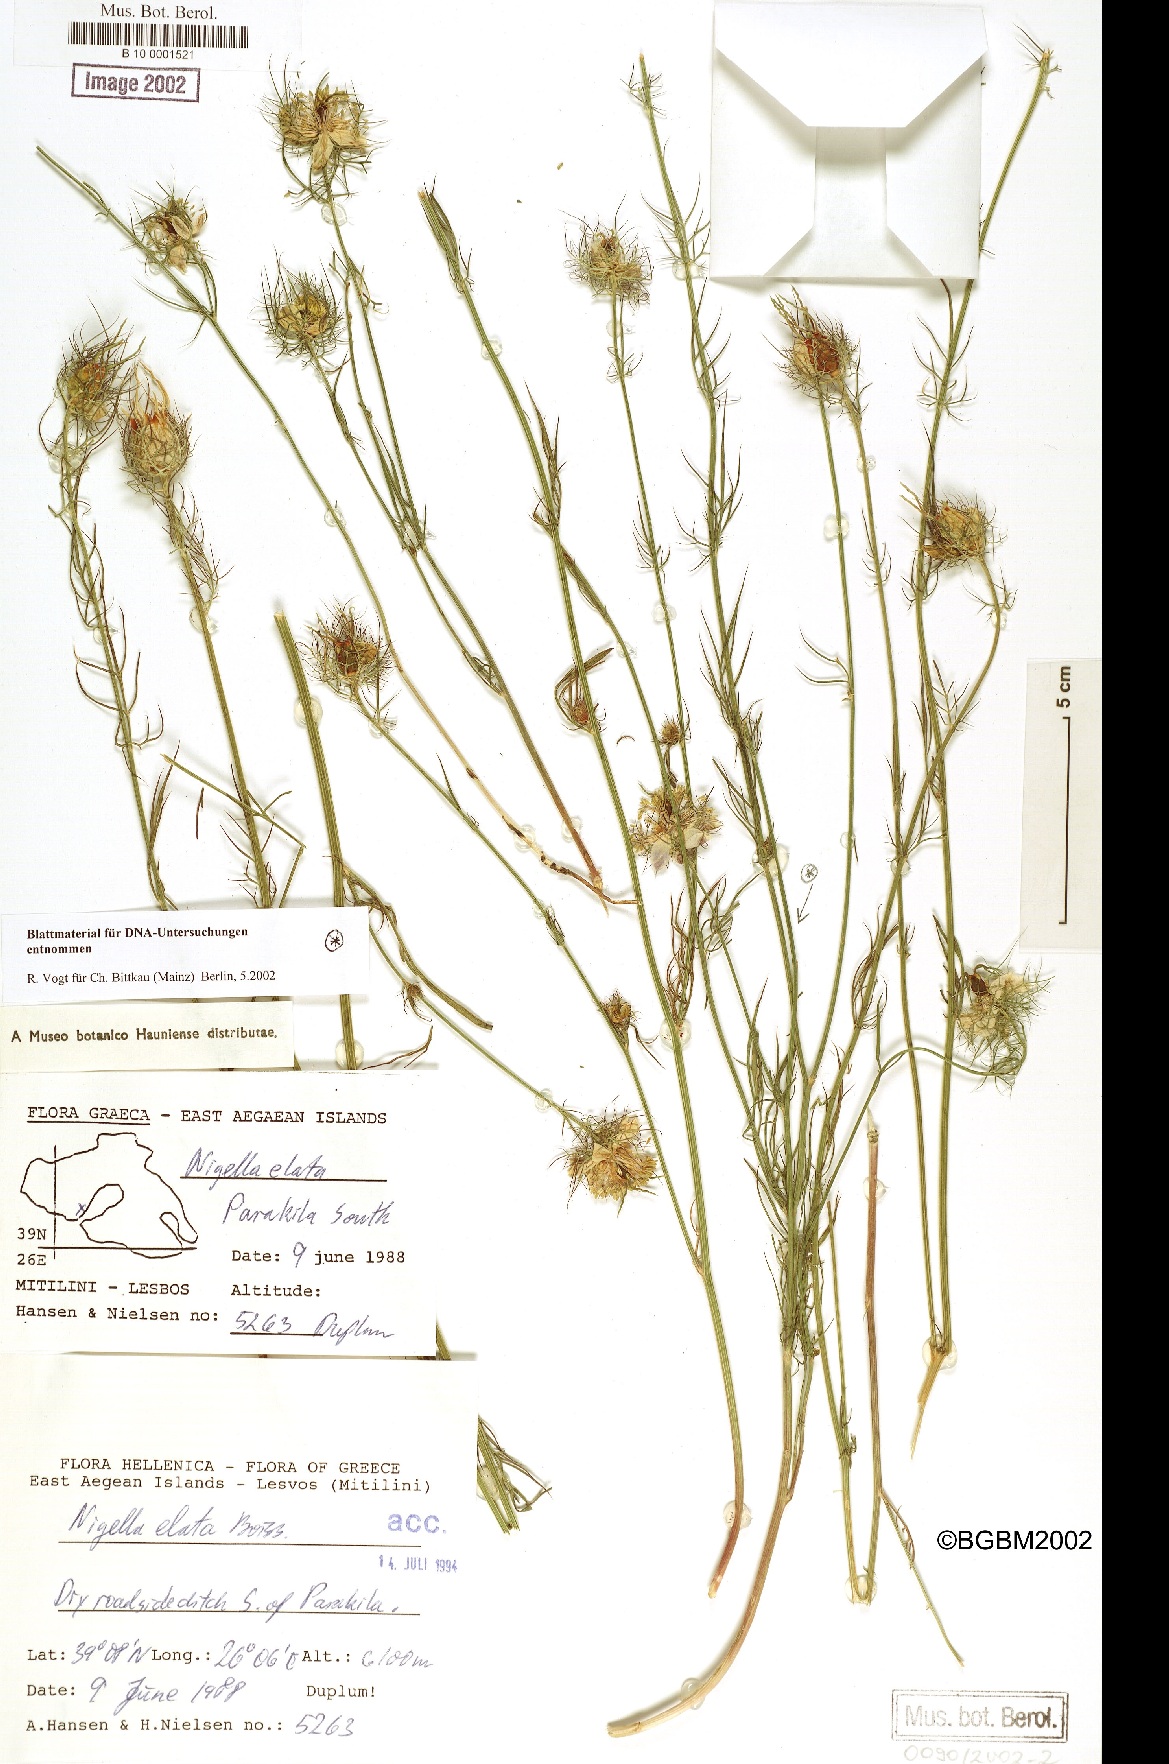 Mus. Bot. Berol.
B 10 0001521
Image 2002
5 cm
Blattmaterial für DNA-Untersuchungen
entnommen
R. Vogt für Ch. Bittkau (Mainz) Berlin, 5.2002
A Museo botanico Hauniense distributae.
FLORA GRAECA - EAST AEGAEAN ISLANDS
Nigella elata
Parakila South
39N
26E
Date: 9 june 1988
MITILINI - LESBOS Altitude:
Hansen & Nielsen no: 5263 Duplum
FLORA HELLENICA - FLORA OF GREECE
East Aegean Islands - Lesvos (Mitilini)
Nigella elata Boiss.
acc.
14. JULI 1994
Dry roadside ditch S. of Parakila.
Lat: 39°08'N Long.: 26°06'E Alt.: c/00m
Date: 9 June 1988 Duplum!
A.Hansen & H.Nielsen no.: 5263
©BGBM2002
Mus. bot. Berol.
0090/2002-2